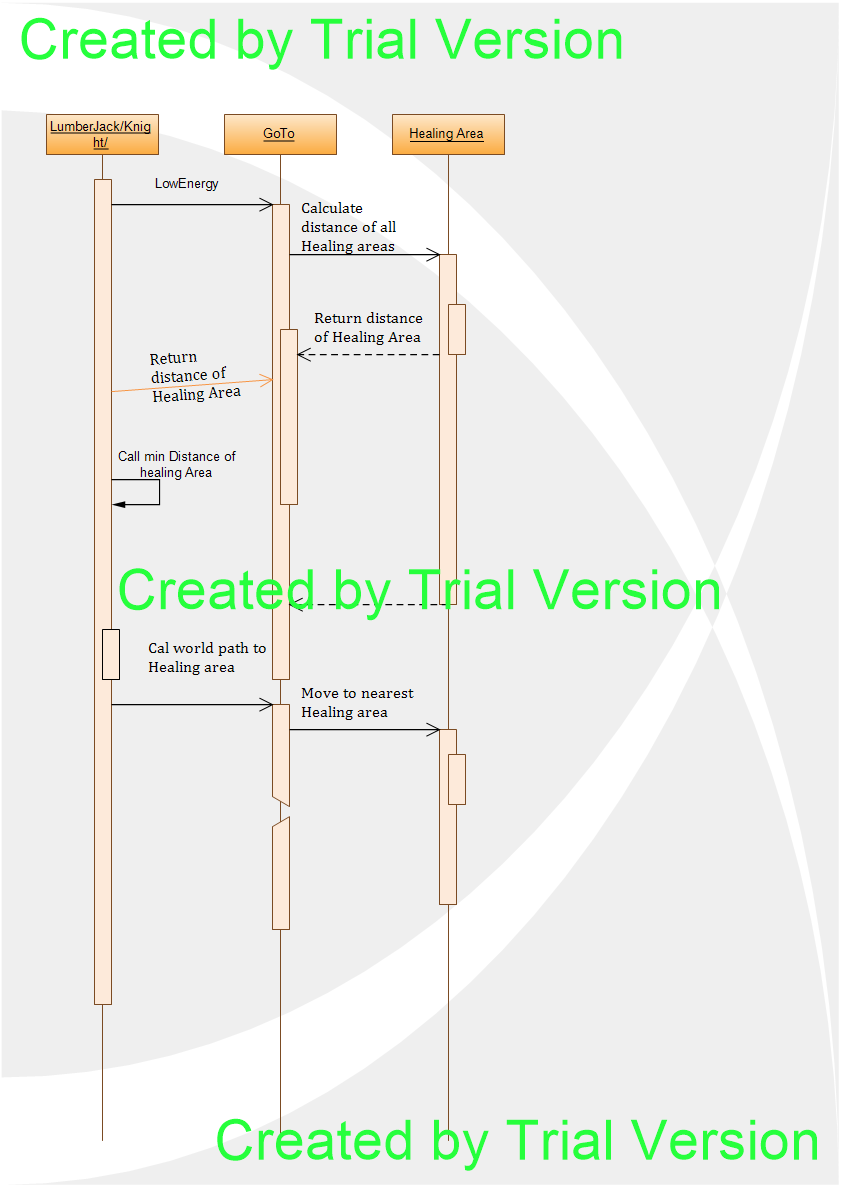 Created by Trial Version
LumberJack/Knig
ht/
GoTo
Healing Area
LowEnergy
Calculate
distance of all
Healing areas
Return distance
of Healing Area
Return
distance of
Healing Area
Call min Distance of
healing Area
Created by Trial Version
Cal world path to
Healing area
Move to nearest
Healing area
Created by Trial Version